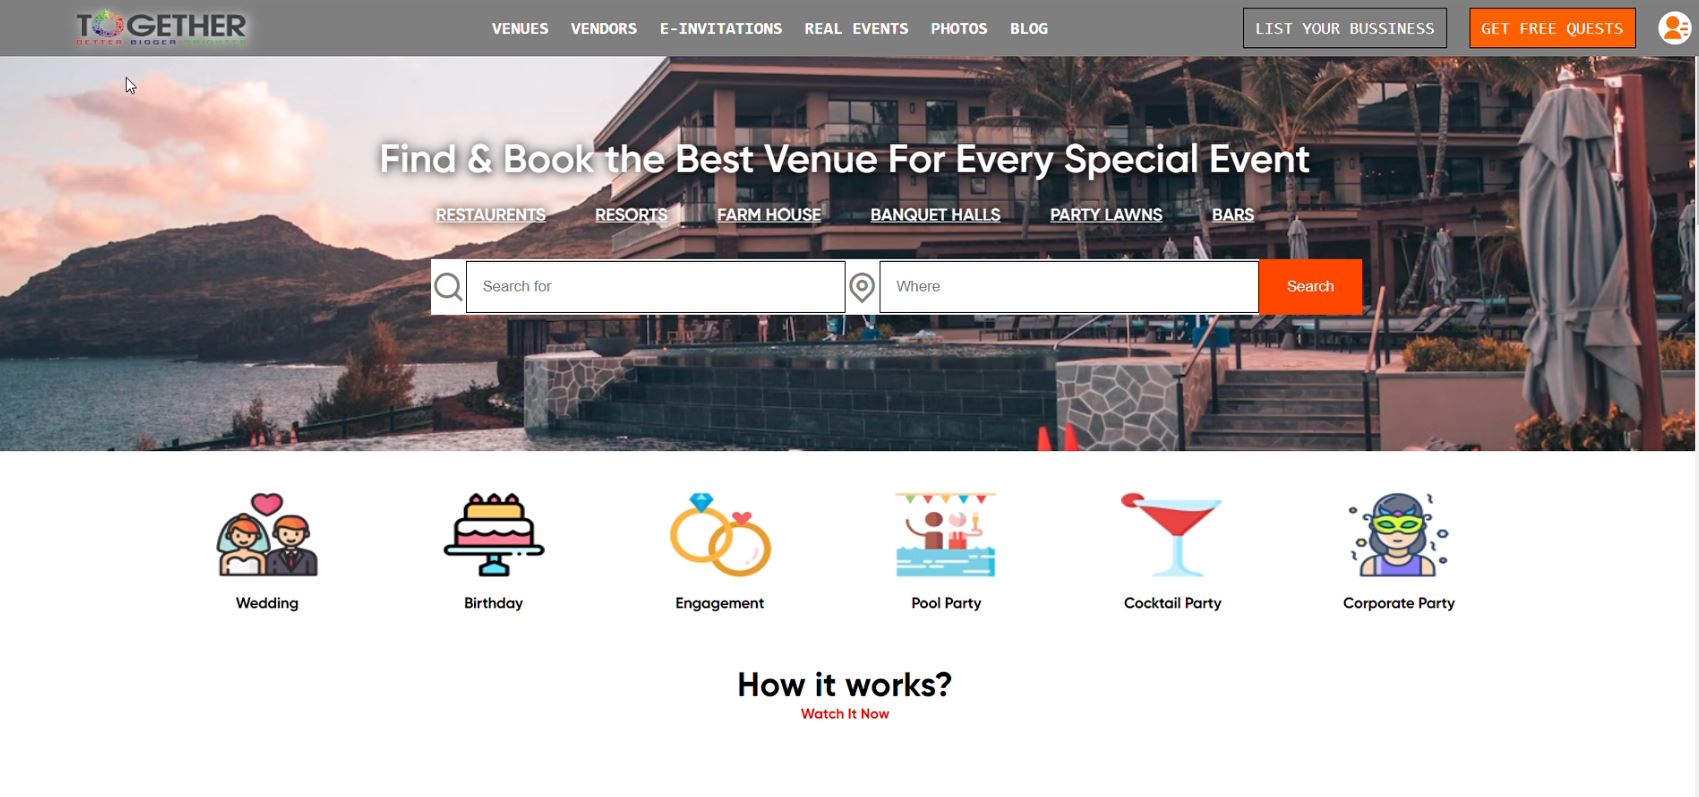 TOGETHER
BETTER BIGGER BRIGHTER
VENUES VENDORS E-INVITATIONS REAL EVENTS PHOTOS BLOG
LIST YOUR BUSSINESS
GET FREE QUESTS
Find & Book the Best Venue For Every Special Event
RESTAURENTS RESORTS FARM HOUSE BANQUET HALLS PARTY LAWNS BARS
Search for
Where
Search
Wedding
Birthday
Engagement
Pool Party
Cocktail Party
Corporate Party
How it works?
Watch It Now